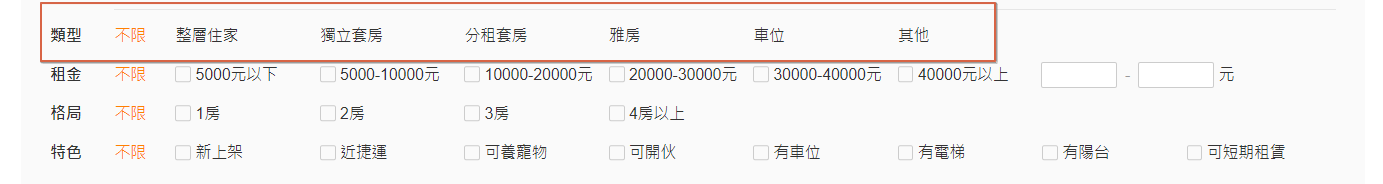 類型 不限 整層住家 獨立套房 分租套房 雅房 車位 其他
租金 不限 5000元以下 5000-10000元 10000-20000元 20000-30000元 30000-40000元 40000元以上 - 元
格局 不限 1房 2房 3房 4房以上
特色 不限 新上架 近捷運 可養寵物 可開伙 有車位 有電梯 有陽台 可短期租賃